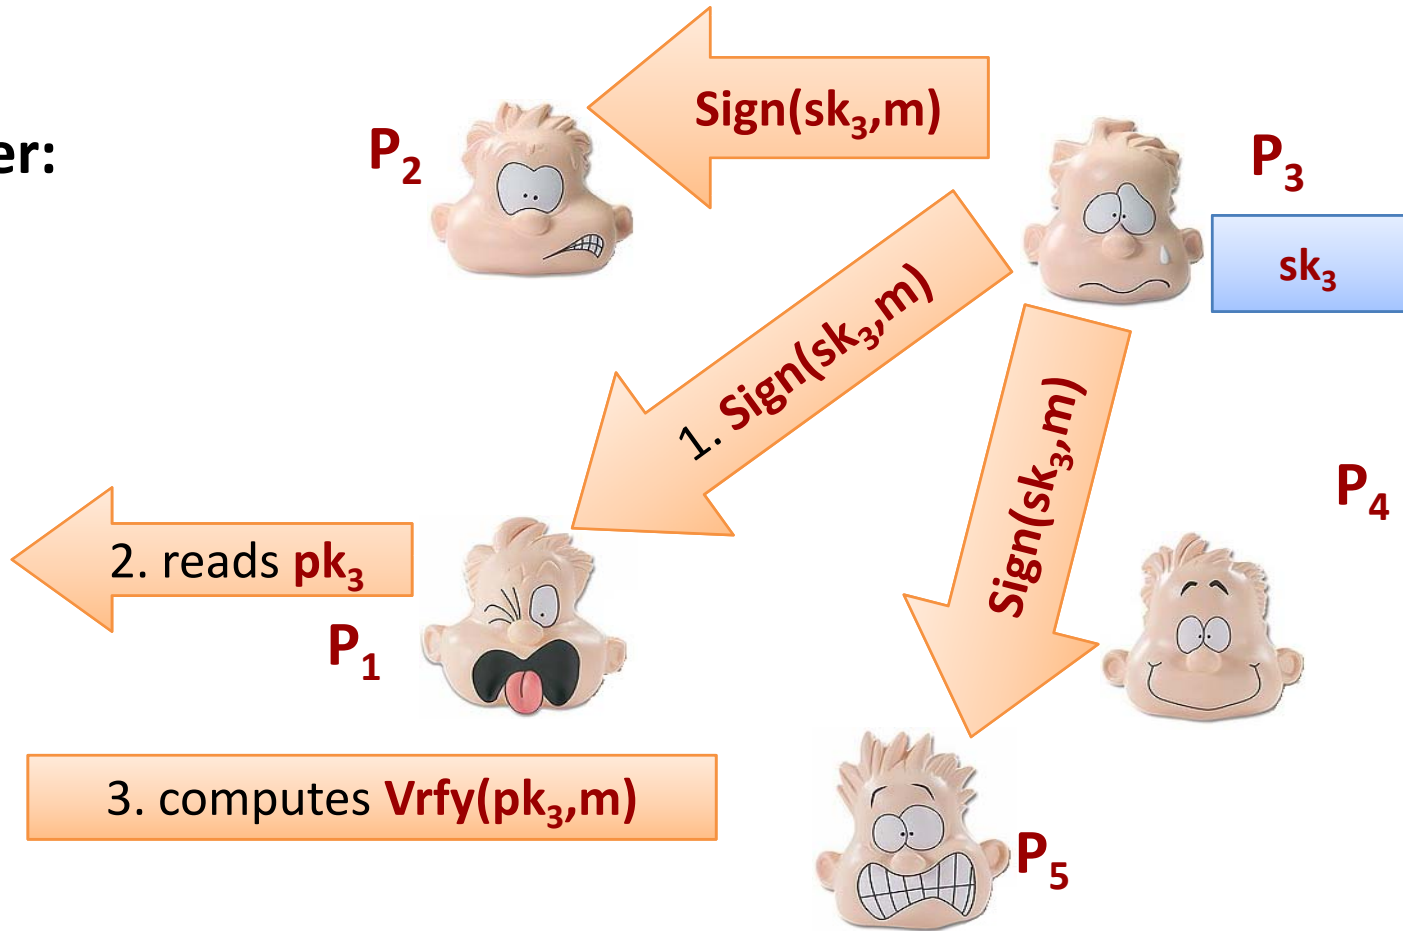 er:
P₂
Sign(sk₃,m)
P₃
sk₃
1. Sign(sk₃,m)
Sign(sk₃,m)
P₄
2. reads pk₃
P₁
3. computes Vrfy(pk₃,m)
P₅